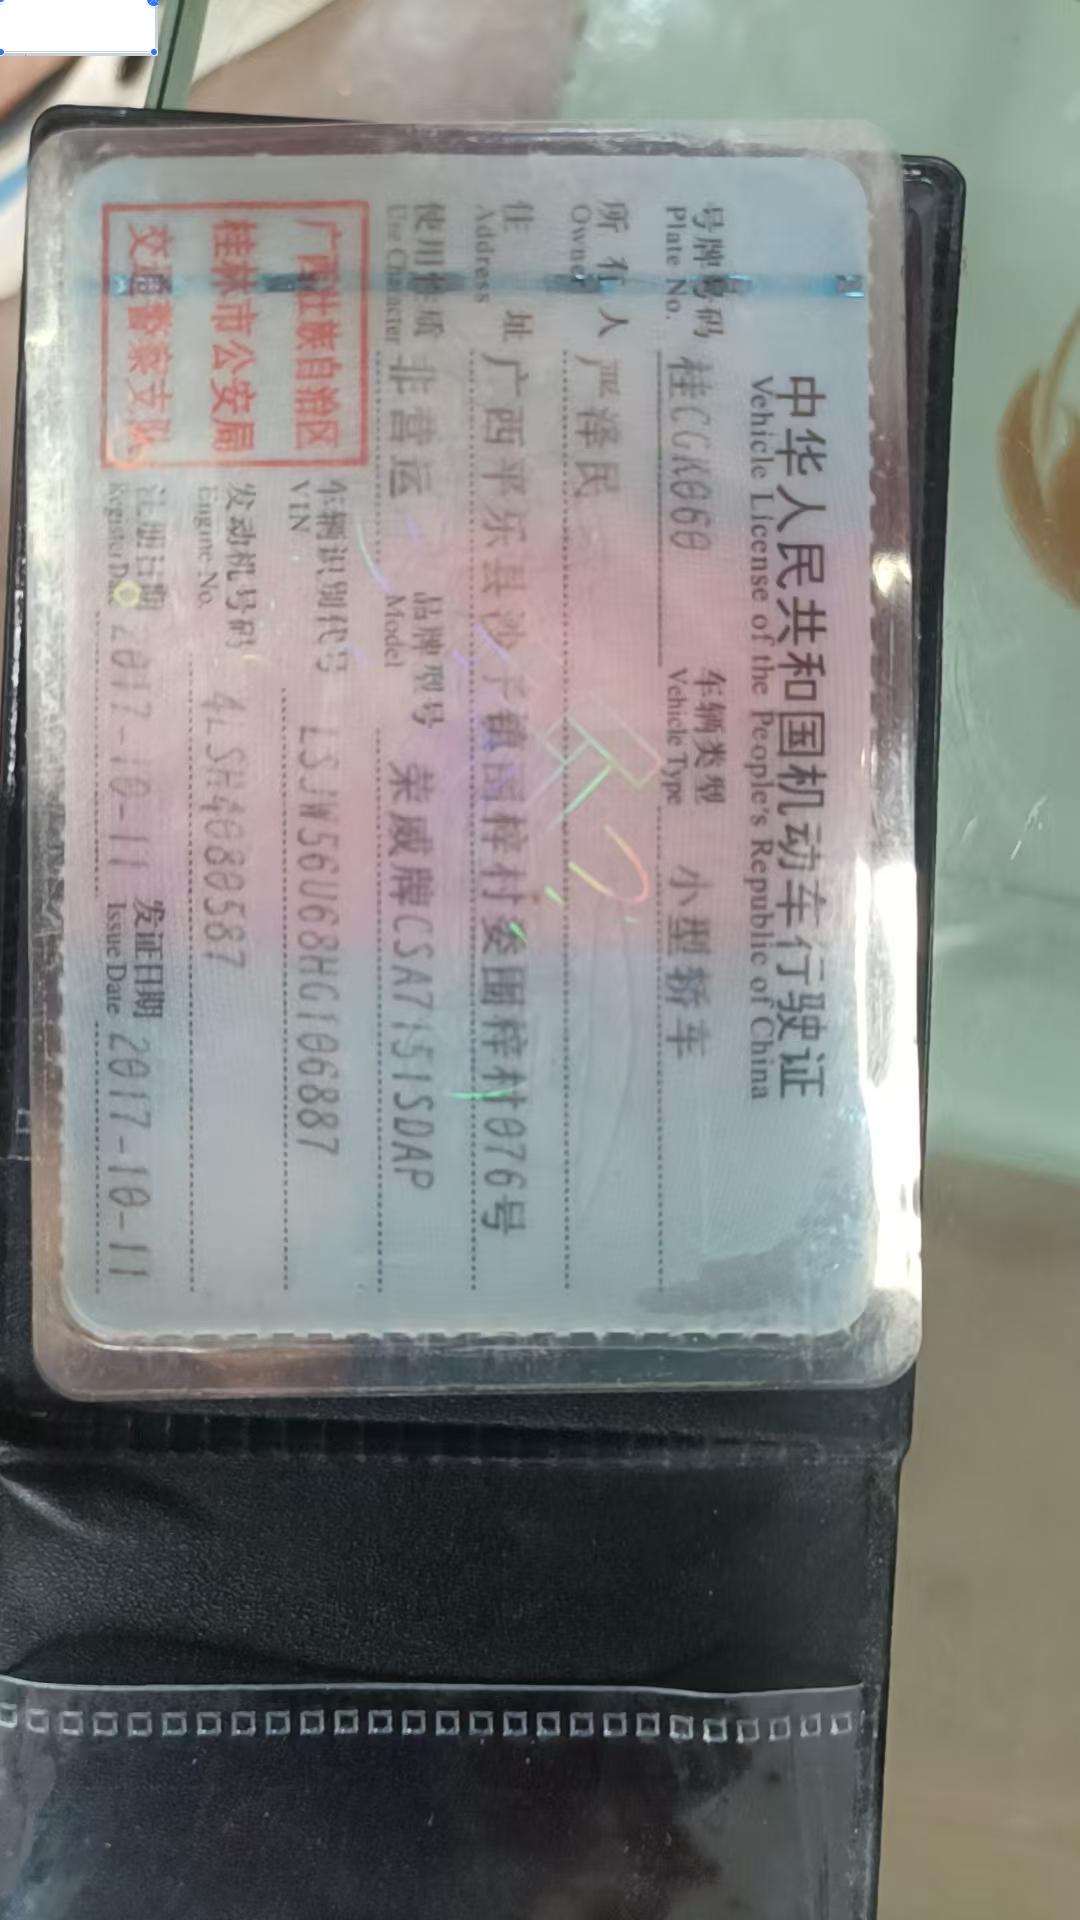 中华人民共和国机动车行驶证
Vehicle License of the People's Republic of China
号牌号码 桂CGK060 车辆类型 小型轿车
Plate No. Vehicle Type
所有人 严泽民
Owner
住址 广西平乐县沙子镇围梓村委围梓村076号
Address
使用性质 非营运 品牌型号 荣威牌CSA7151SDAP
Use Character Model
广西壮族自治区
桂林市公安局
交通警察支队
车辆识别代号 LSJW56U68HG106887
VIN
发动机号码 4LSH4080587
Engine No.
注册日期 2017-10-11 发证日期 2017-10-11
Register Date Issue Date